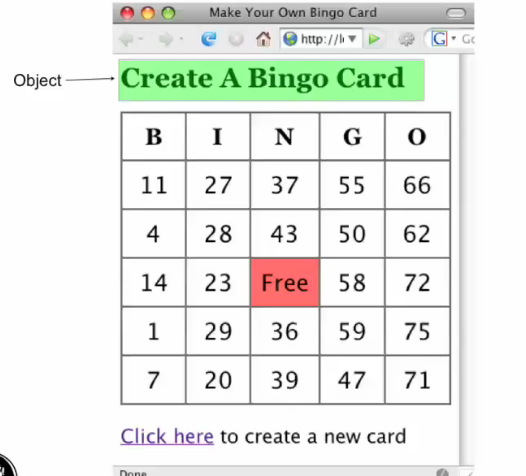 Make Your Own Bingo Card
http://l
G
Object
Create A Bingo Card
B I N G O
11 27 37 55 66
4 28 43 50 62
14 23 Free 58 72
1 29 36 59 75
7 20 39 47 71
Click here to create a new card
Done